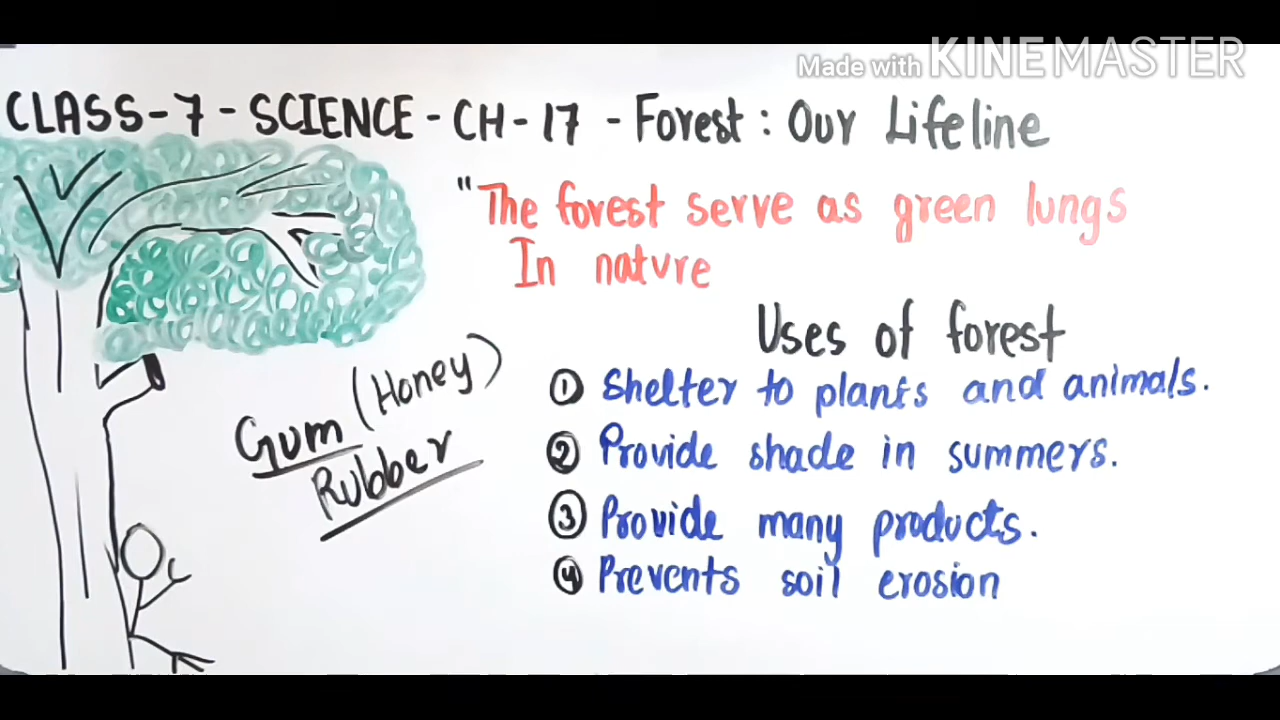 Made with KINEMASTER
CLASS-7-SCIENCE-CH-17-Forest: Our Lifeline
"The forest serve as green lungs
In nature
Uses of forest
① Shelter to plants and animals.
② Provide shade in summers.
③ Provide many products.
④ Prevents soil erosion
Gum (Honey)
Rubber